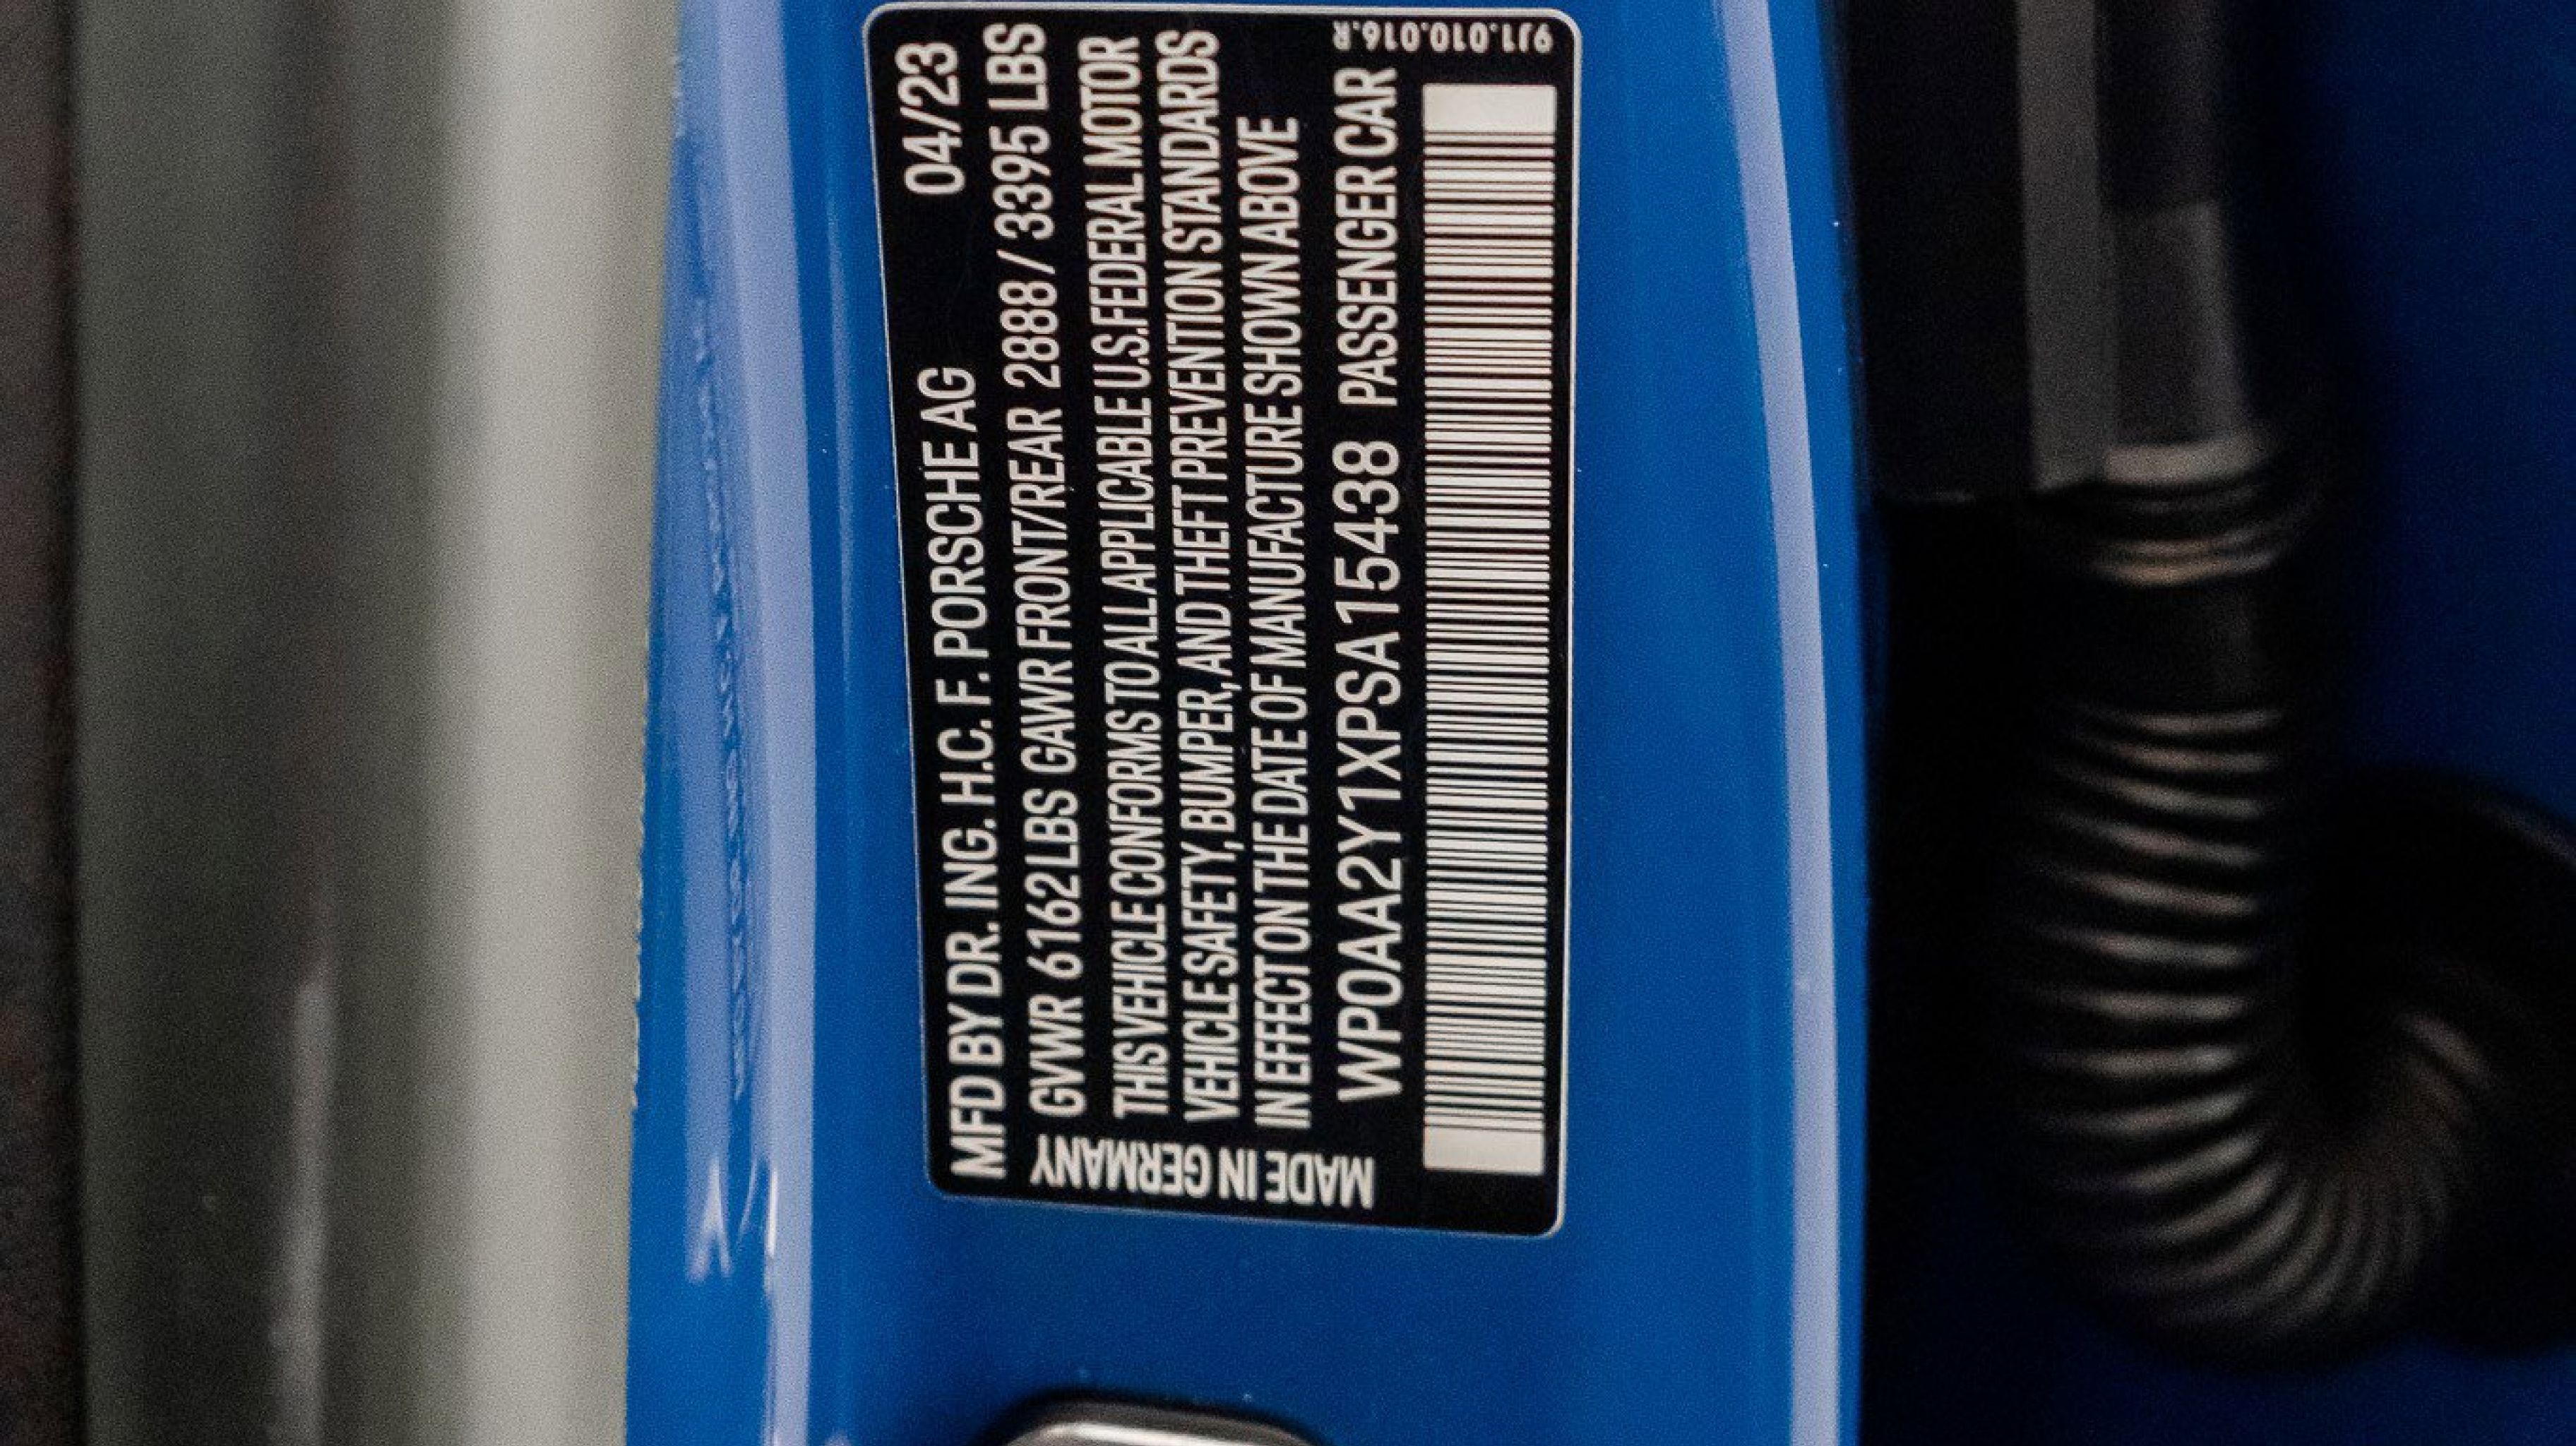 MFD BY DR. ING. H.C. F. PORSCHE AG 04/23
GVWR 6162 LBS GAWR FRONT/REAR 2888 / 3395 LBS
THIS VEHICLE CONFORMS TO ALL APPLICABLE U.S. FEDERAL MOTOR
VEHICLE SAFETY, BUMPER, AND THEFT PREVENTION STANDARDS
IN EFFECT ON THE DATE OF MANUFACTURE SHOWN ABOVE
WP0AA2Y1XPSA15438 PASSENGER CAR
MADE IN GERMANY
9J1.010.016.R